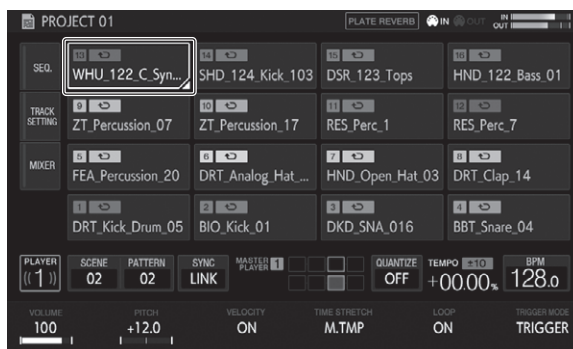 PROJECT 01 PLATE REVERB IN OUT IN
OUT
13 14 15 16
SEQ. WHU_122_C_Syn... SHD_124_Kick_103 DSR_123_Tops HND_122_Bass_01
9 10 11 12
TRACK
SETTING ZT_Percussion_07 ZT_Percussion_17 RES_Perc_1 RES_Perc_7
5 6 7 8
MIXER FEA_Percussion_20 DRT_Analog_Hat_... HND_Open_Hat_03 DRT_Clap_14
1 2 3 4
DRT_Kick_Drum_05 BIO_Kick_01 DKD_SNA_016 BBT_Snare_04
PLAYER SCENE PATTERN SYNC MASTER
PLAYER 1 QUANTIZE TEMPO ±10 BPM
1 02 02 LINK OFF +00.00% 128.0
VOLUME PITCH VELOCITY TIME STRETCH LOOP TRIGGER MODE
100 +12.0 ON M.TMP ON TRIGGER